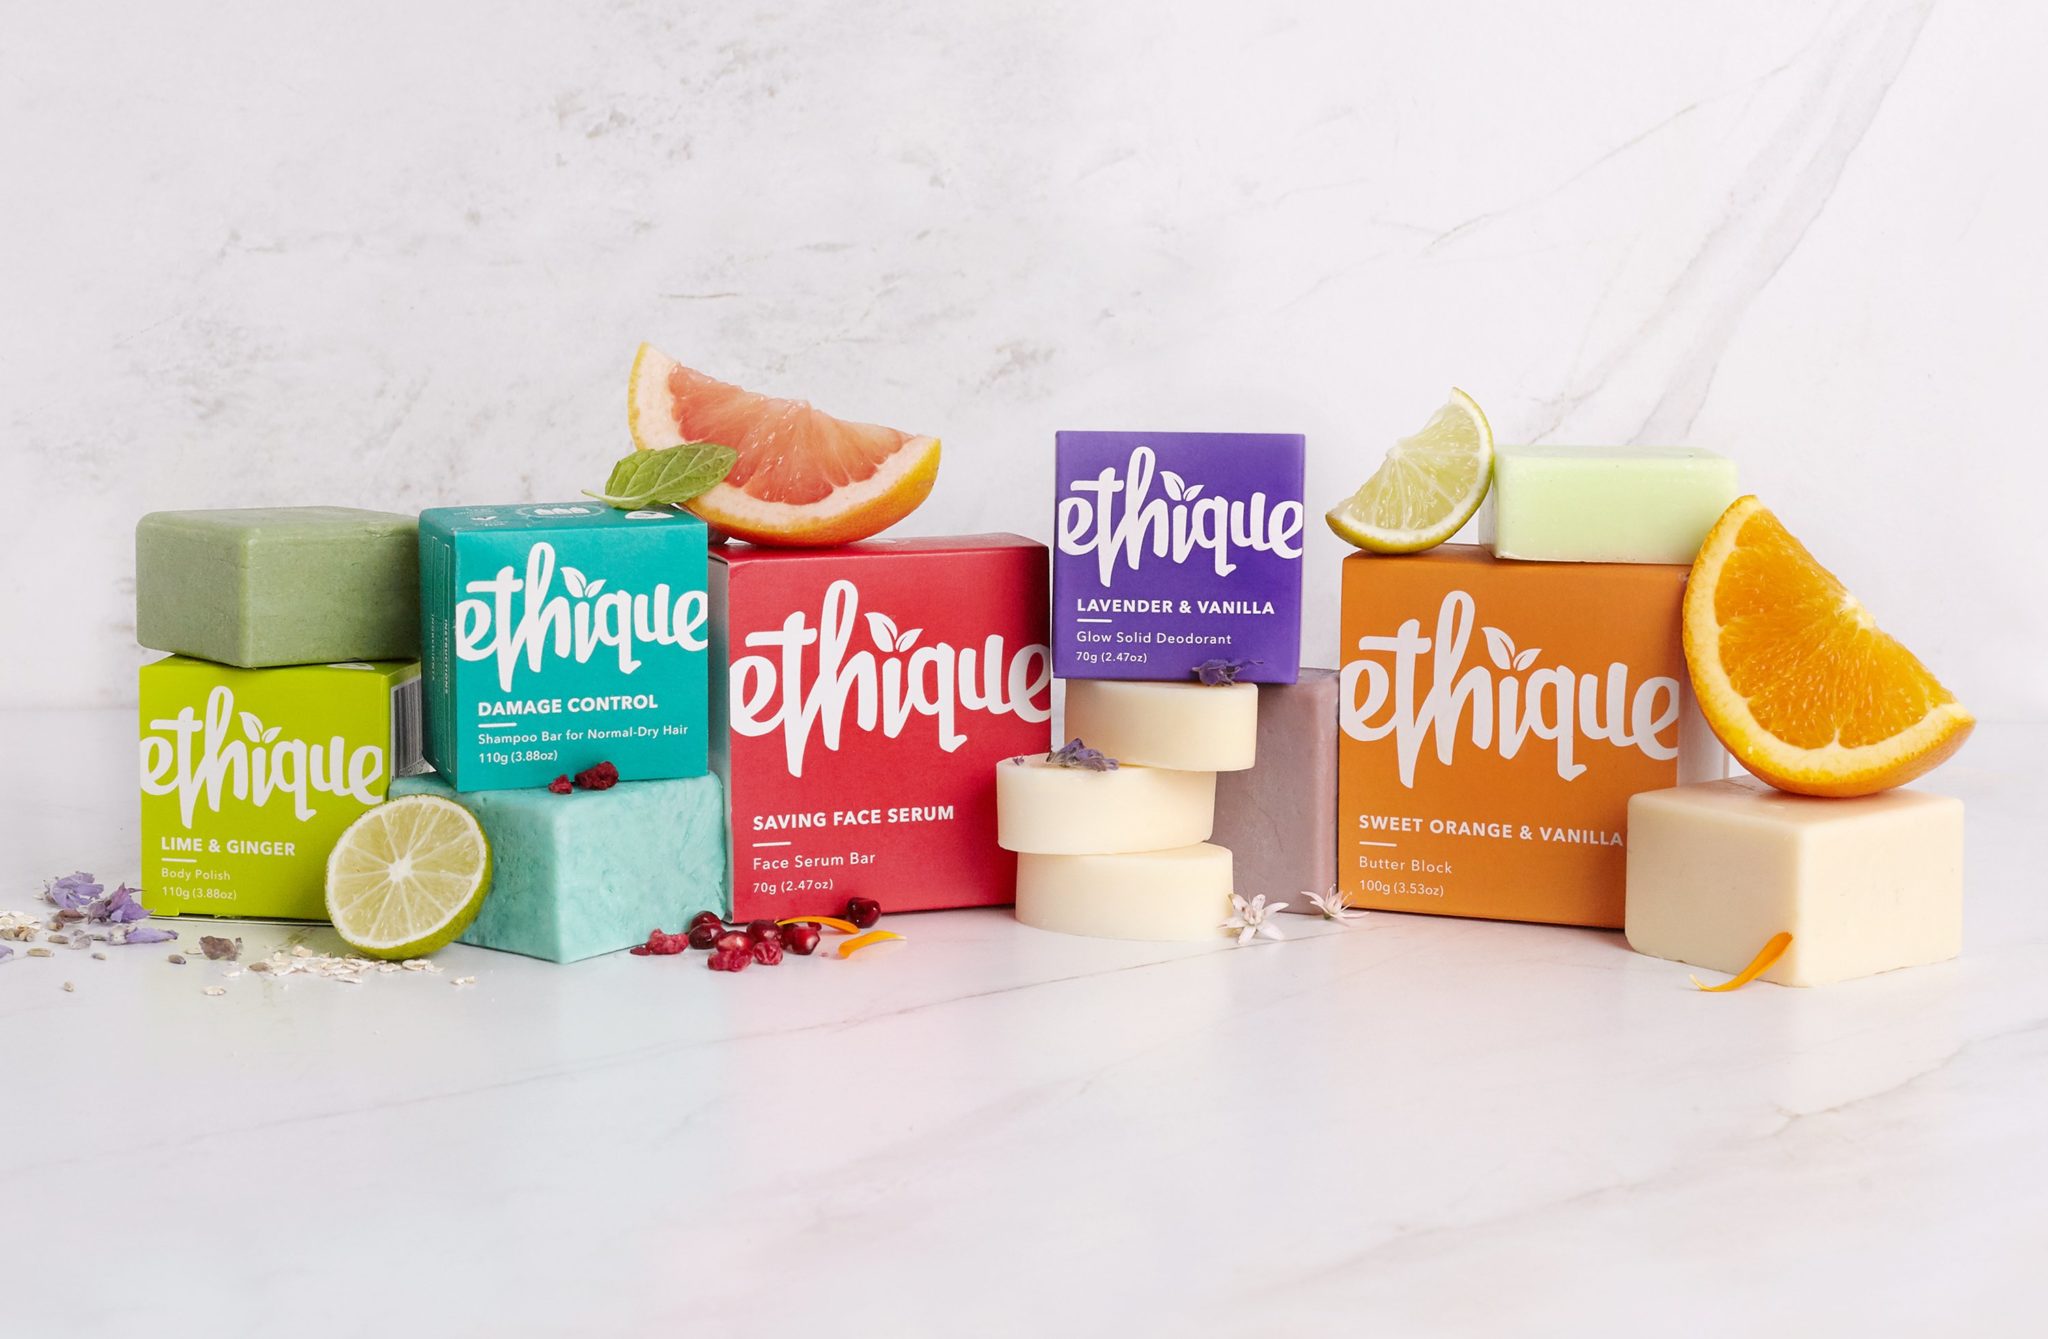 ethique
LIME & GINGER
Body Polish
110g (3.88oz)
ethique
DAMAGE CONTROL
Shampoo Bar for Normal-Dry Hair
110g (3.88oz)
INSTRUCTIONS
INGREDIENTS
ethique
SAVING FACE SERUM
Face Serum Bar
70g (2.47oz)
ethique
LAVENDER & VANILLA
Glow Solid Deodorant
70g (2.47oz)
ethique
SWEET ORANGE & VANILLA
Butter Block
100g (3.53oz)